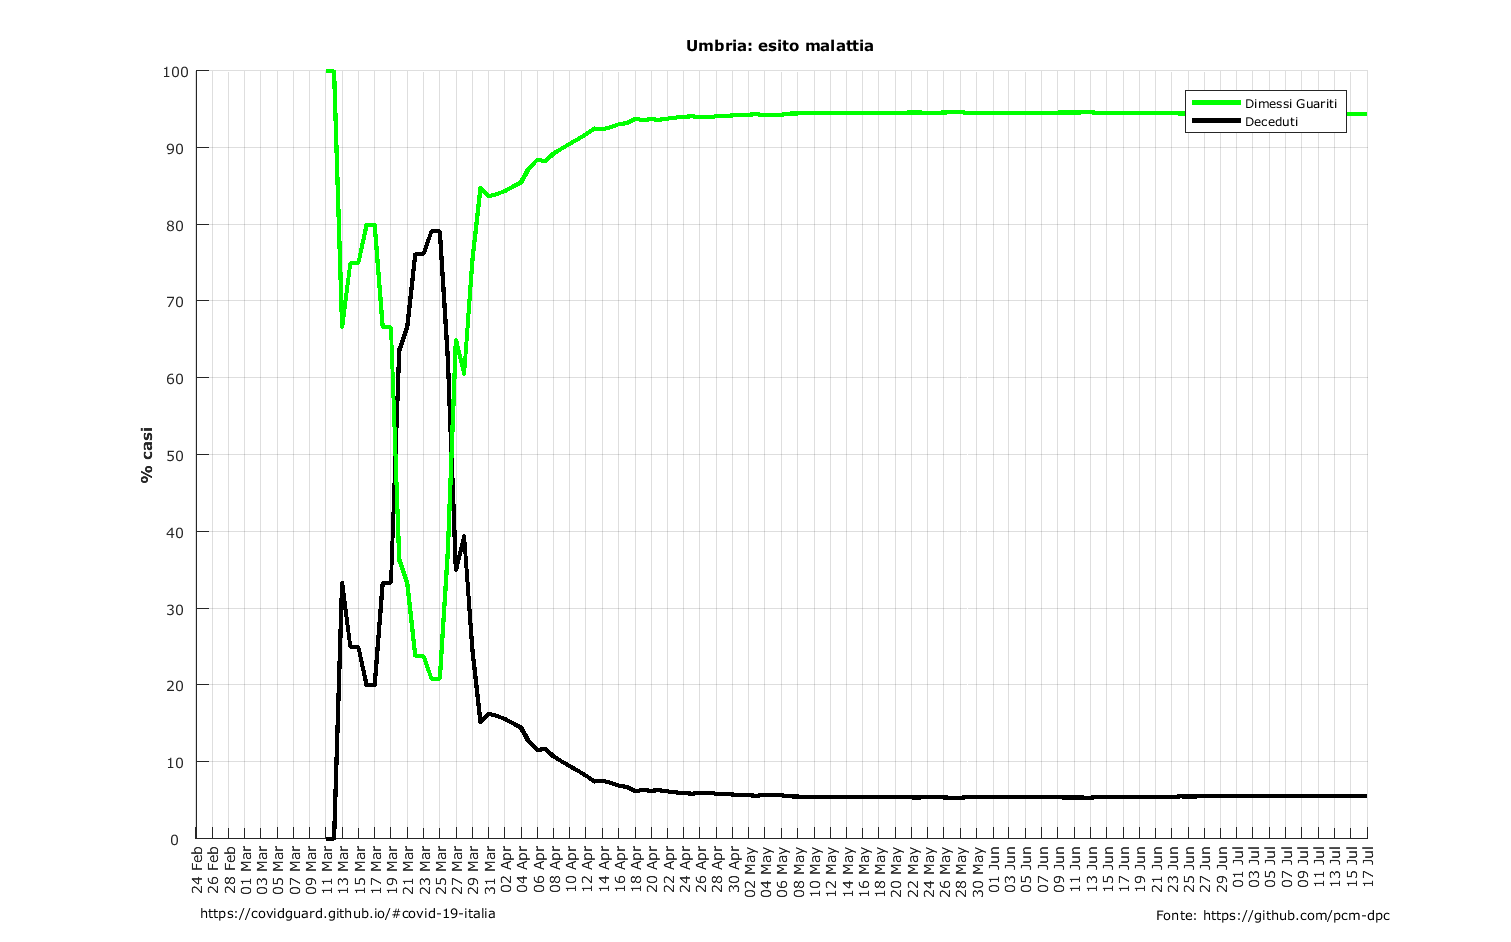 Umbria: esito malattia
100
90
80
70
60
50
40
30
20
10
0
% casi
Dimessi Guariti
Deceduti
24 Feb
26 Feb
28 Feb
01 Mar
03 Mar
05 Mar
07 Mar
09 Mar
11 Mar
13 Mar
15 Mar
17 Mar
19 Mar
21 Mar
23 Mar
25 Mar
27 Mar
29 Mar
31 Mar
02 Apr
04 Apr
06 Apr
08 Apr
10 Apr
12 Apr
14 Apr
16 Apr
18 Apr
20 Apr
22 Apr
24 Apr
26 Apr
28 Apr
30 Apr
02 May
04 May
06 May
08 May
10 May
12 May
14 May
16 May
18 May
20 May
22 May
24 May
26 May
28 May
30 May
01 Jun
03 Jun
05 Jun
07 Jun
09 Jun
11 Jun
13 Jun
15 Jun
17 Jun
19 Jun
21 Jun
23 Jun
25 Jun
27 Jun
29 Jun
01 Jul
03 Jul
05 Jul
07 Jul
09 Jul
11 Jul
13 Jul
15 Jul
17 Jul
https://covidguard.github.io/#covid-19-italia
Fonte: https://github.com/pcm-dpc